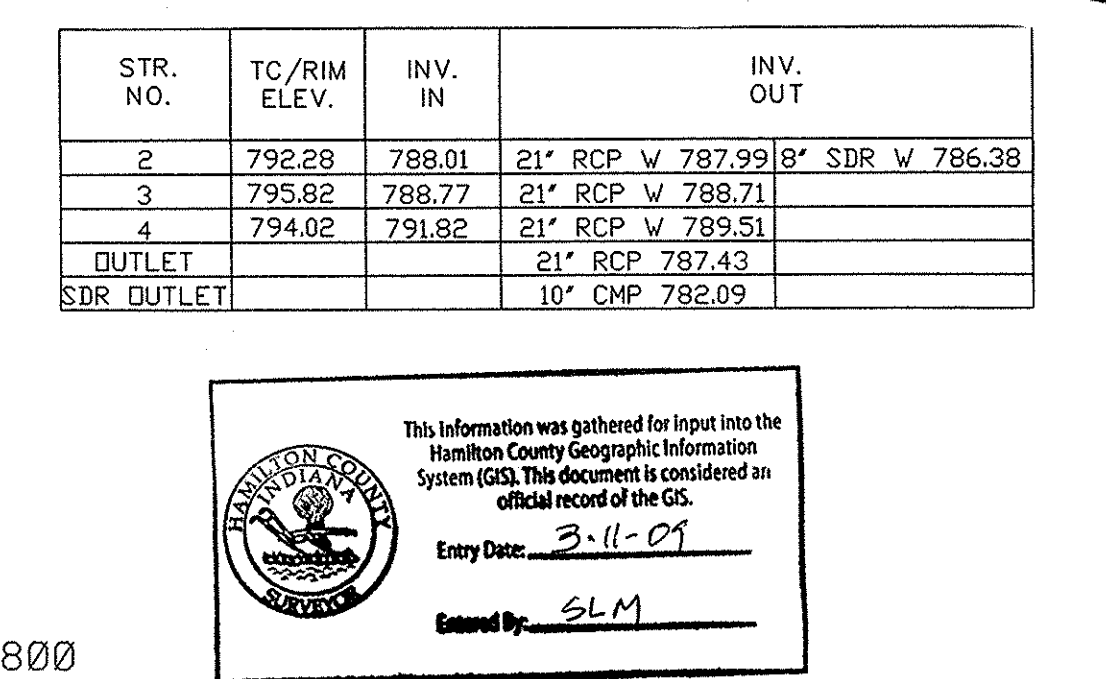 STR. NO. TC/RIM ELEV. INV. IN INV. OUT
2 792.28 788.01 21" RCP W 787.99 8" SDR W 786.38
3 795.82 788.77 21" RCP W 788.71
4 794.02 791.82 21" RCP W 789.51
OUTLET 21" RCP 787.43
SDR OUTLET 10" CMP 782.09
HAMILTON COUNTY
INDIANA
SURVEYOR
This information was gathered for input into the
Hamilton County Geographic Information
System (GIS). This document is considered an
official record of the GIS.
Entry Date: 3-11-09
Entered By: SLM
800